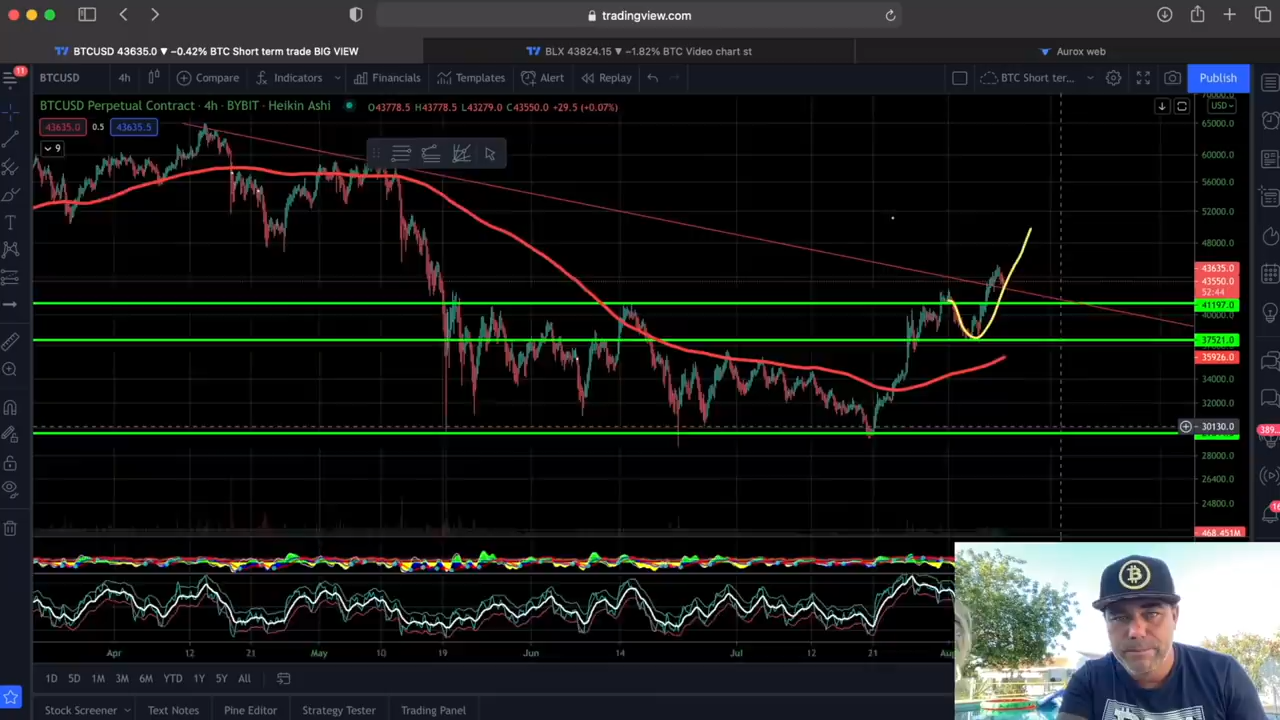 tradingview.com
BTCUSD 43635.0 ▼ −0.42% BTC Short term trade BIG VIEW
BLX 43824.15 ▼ −1.82% BTC Video chart st
Aurox web
11
BTCUSD 4h Compare Indicators Financials Templates Alert Replay BTC Short ter... Publish
BTCUSD Perpetual Contract · 4h · BYBIT · Heikin Ashi O43778.5 H43778.5 L43279.0 C43550.0 +29.5 (+0.07%)
USD
43635.0 0.5 43635.5
9
65000.0
60000.0
56000.0
52000.0
48000.0
43635.0
43550.0
52:44
41197.0
40000.0
37521.0
35926.0
34000.0
32000.0
30130.0
389...
28000.0
26400.0
24800.0
468.451M
Apr 12 21 May 10 19 Jun 14 Jul 12 21
1D 5D 1M 3M 6M YTD 1Y 5Y All
Stock Screener Text Notes Pine Editor Strategy Tester Trading Panel